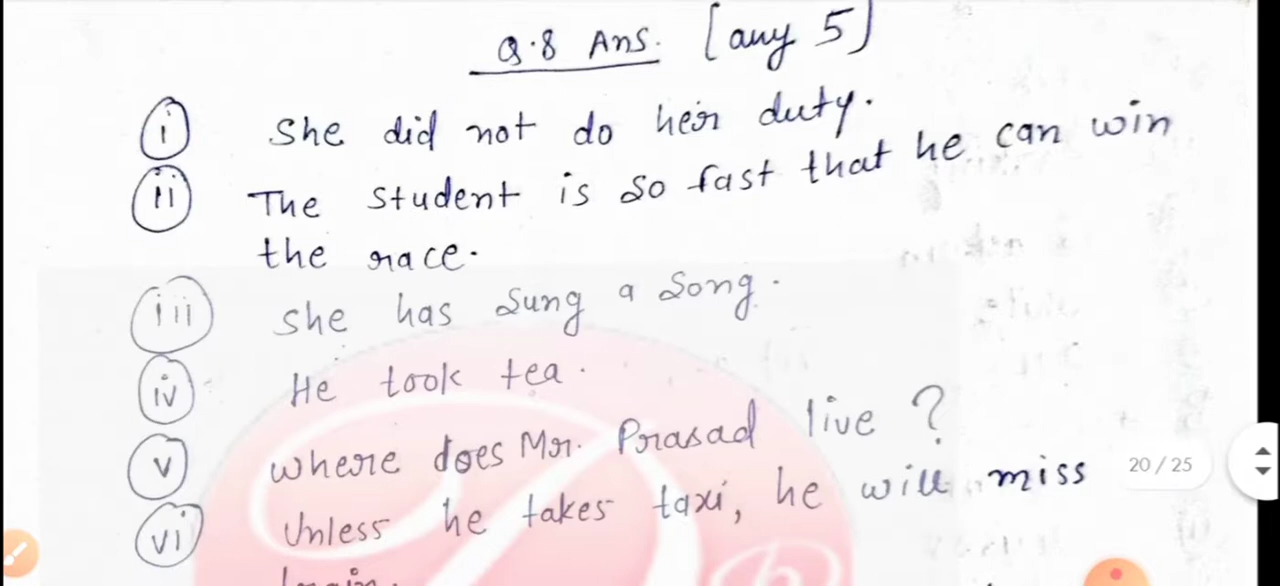 Q.8 Ans. [any 5]
(i) She did not do her duty.
(ii) The student is so fast that he can win
the race.
(iii) She has sung a song.
(iv) He took tea.
(v) where does Mr. Prasad live ?
(vi) Unless he takes taxi, he will miss
20 / 25